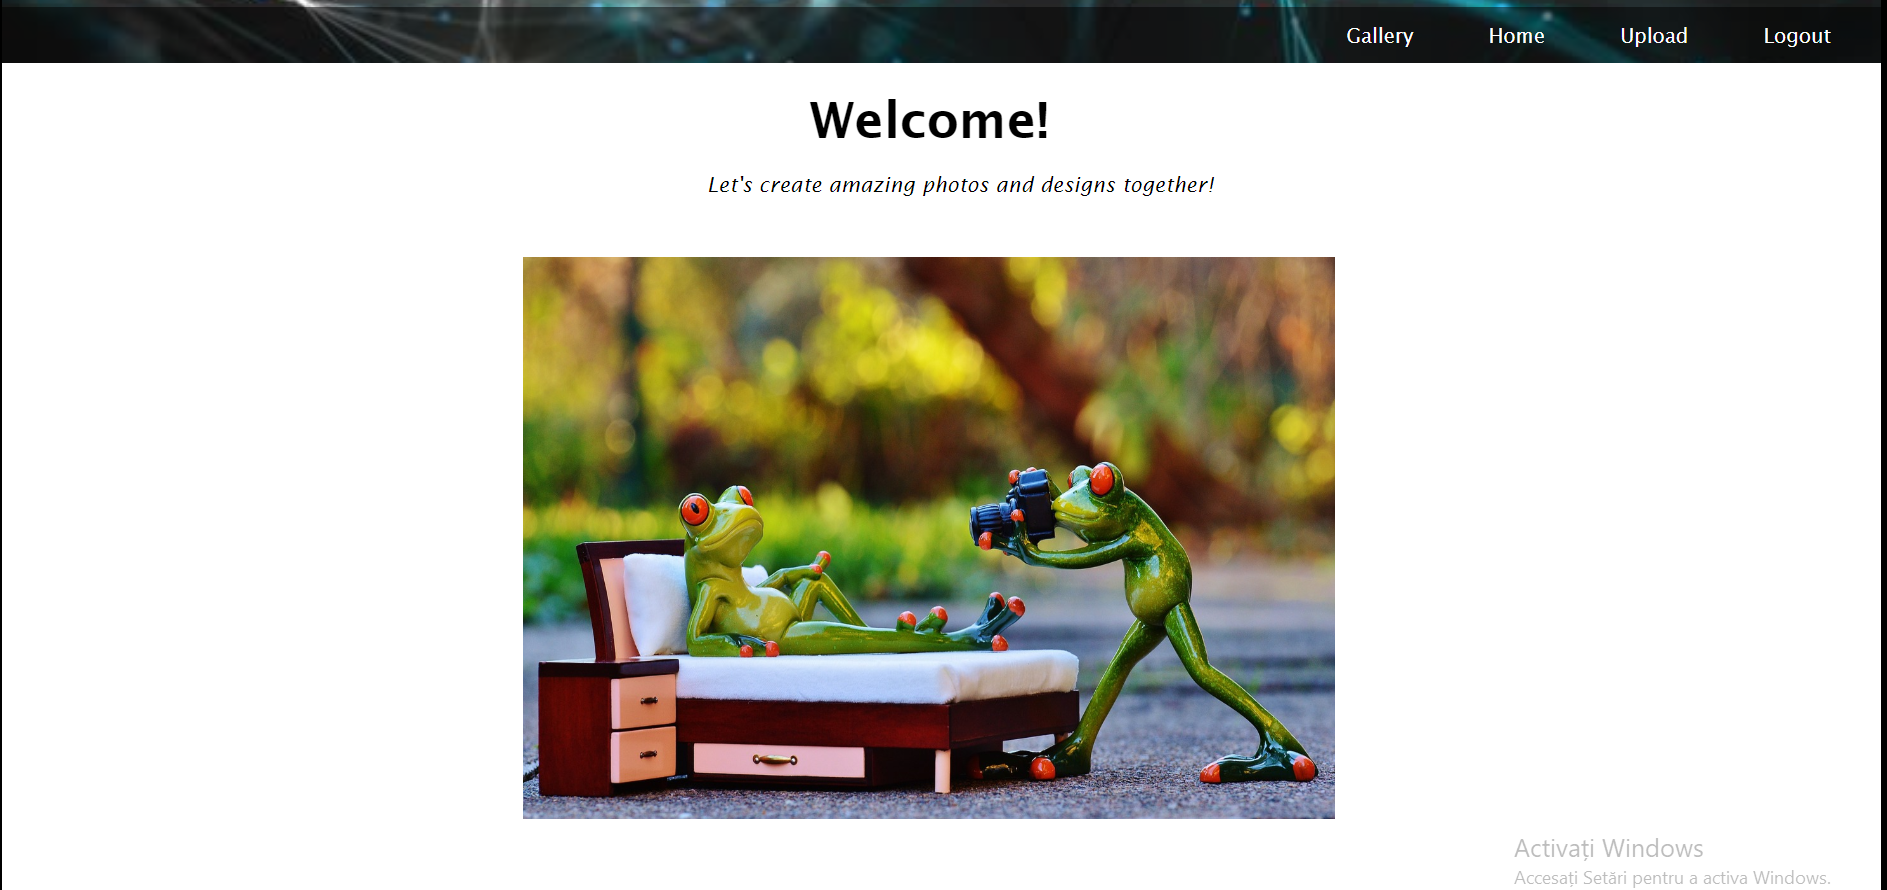 Gallery Home Upload Logout
Welcome!
Let's create amazing photos and designs together!
Activați Windows
Accesați Setări pentru a activa Windows.